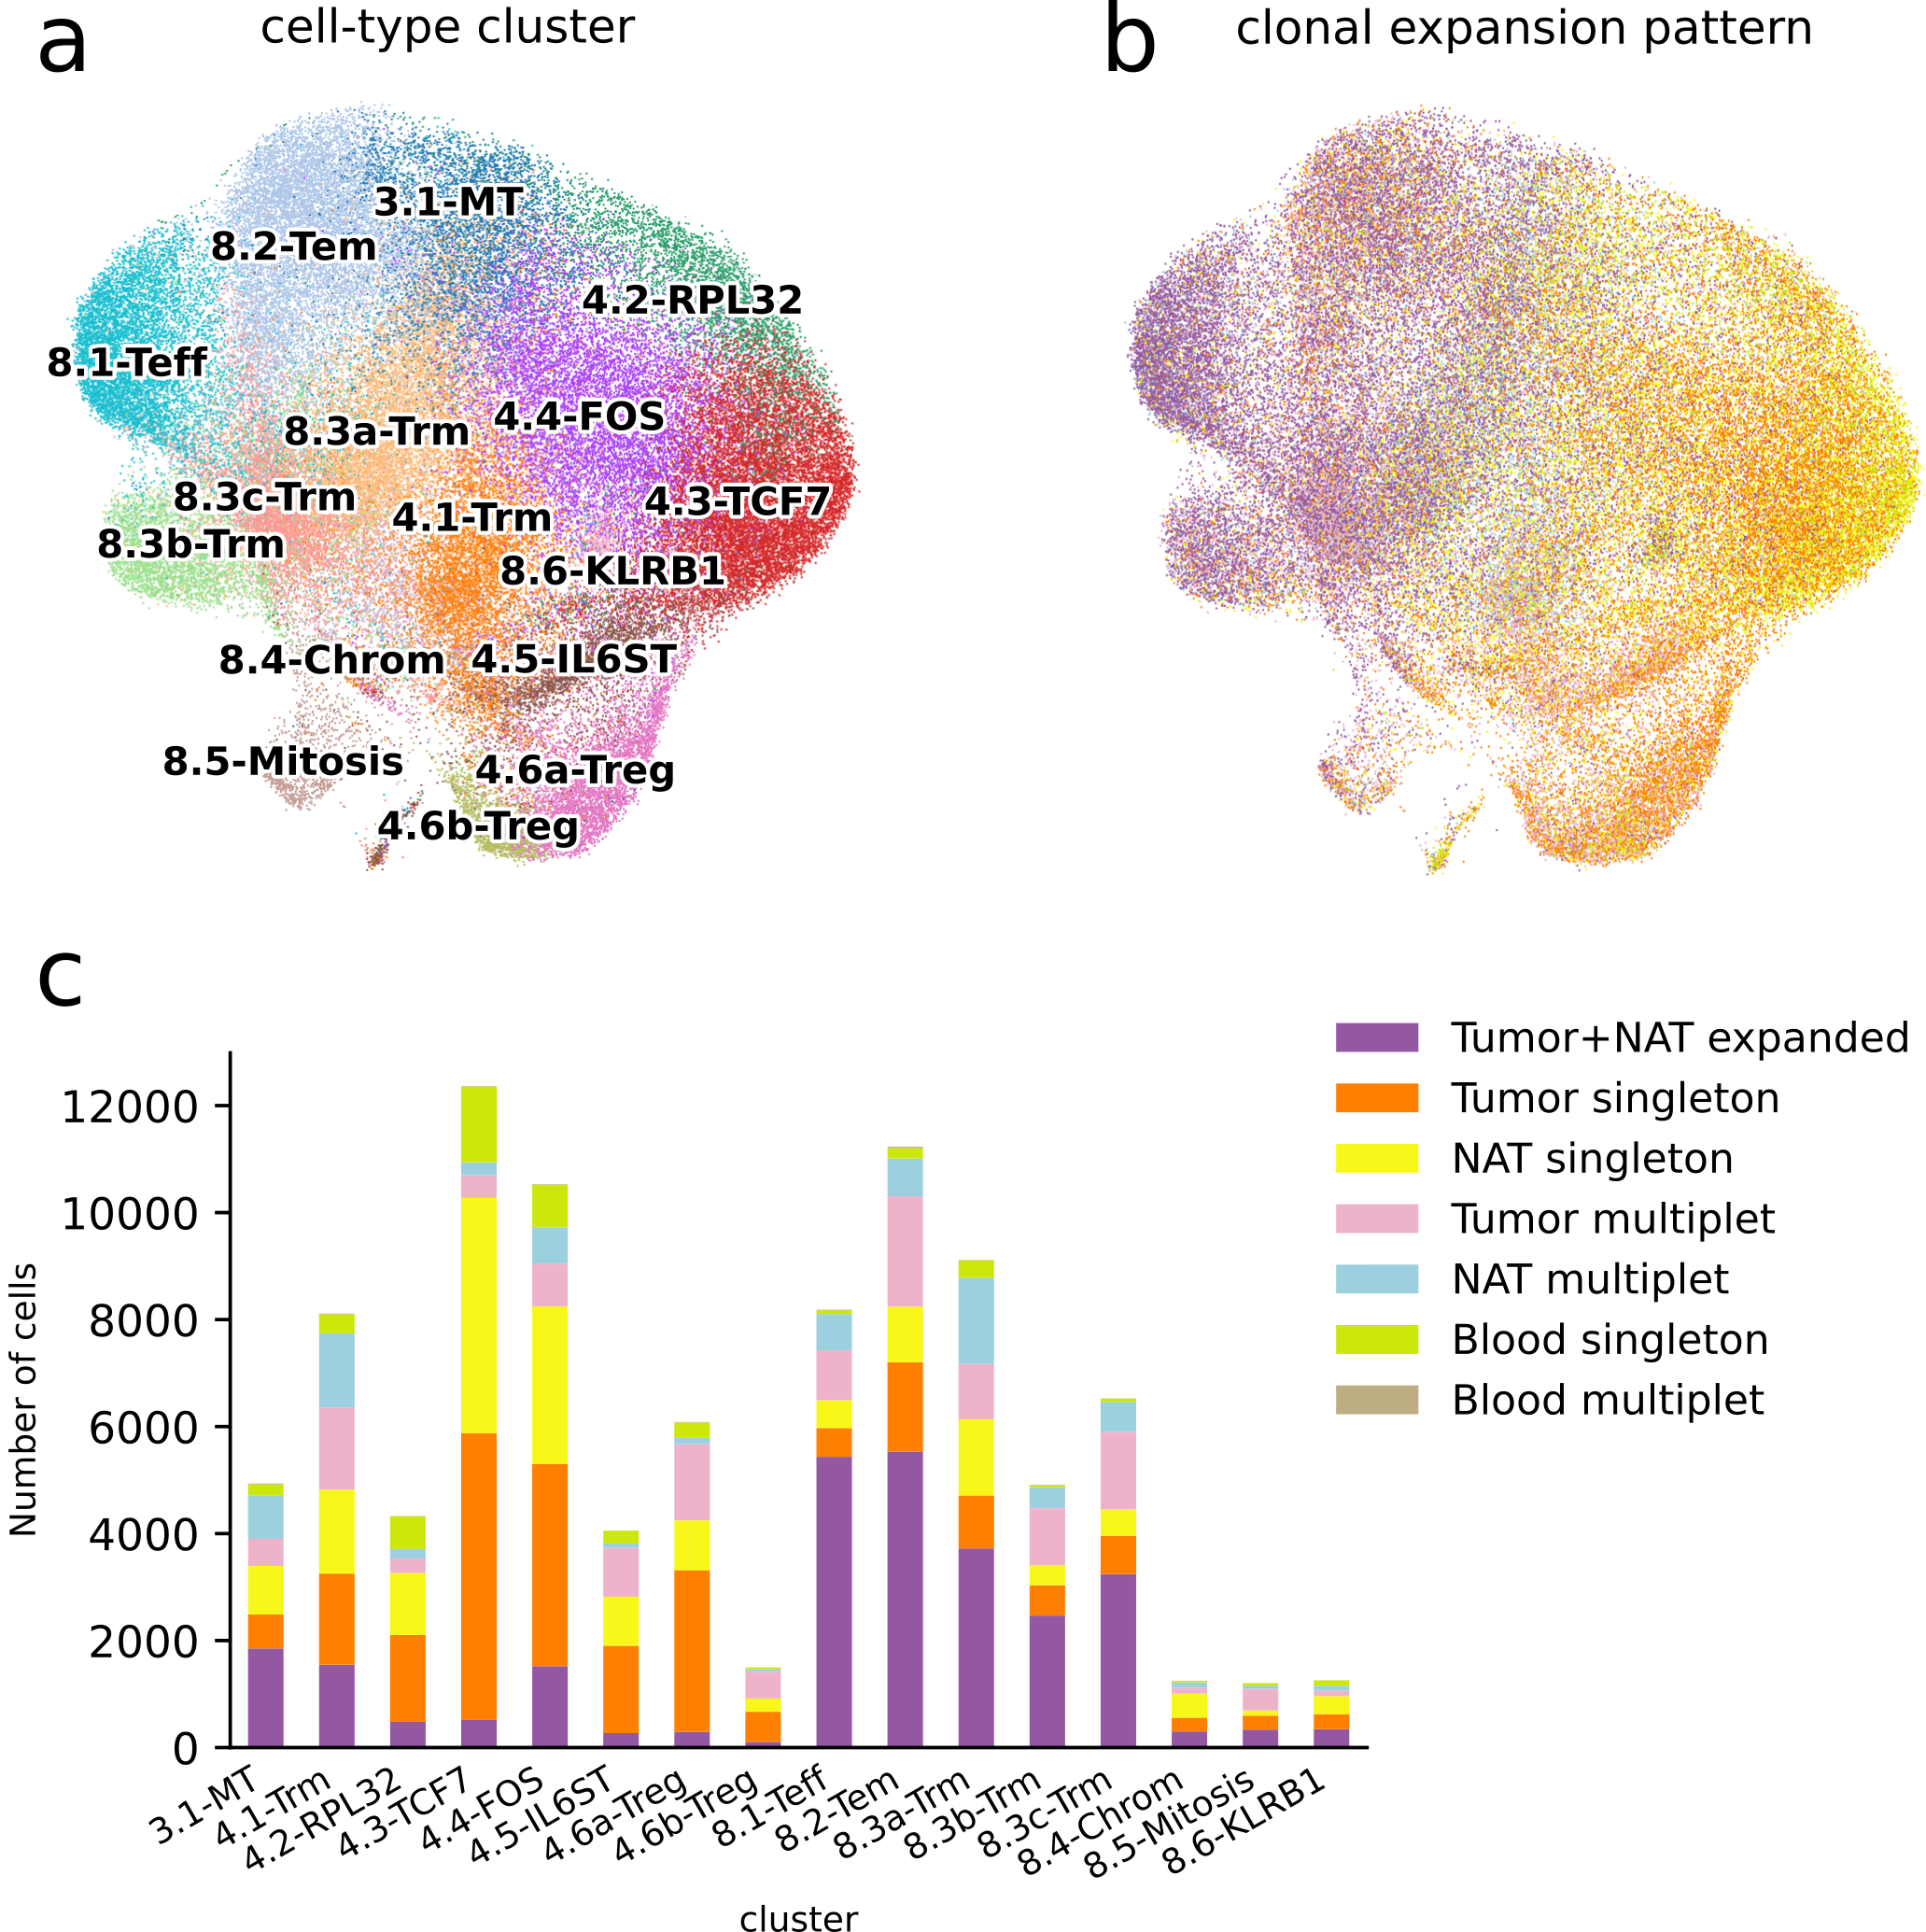 a
cell-type cluster
b
clonal expansion pattern
3.1-MT
8.2-Tem
4.2-RPL32
8.1-Teff
4.4-FOS
8.3a-Trm
8.3c-Trm
4.3-TCF7
4.1-Trm
8.3b-Trm
8.6-KLRB1
8.4-Chrom
4.5-IL6ST
8.5-Mitosis
4.6a-Treg
4.6b-Treg
c
Number of cells
12000
10000
8000
6000
4000
2000
0
3.1-MT
4.1-Trm
4.2-RPL32
4.3-TCF7
4.4-FOS
4.5-IL6ST
4.6a-Treg
4.6b-Treg
8.1-Teff
8.2-Tem
8.3a-Trm
8.3b-Trm
8.3c-Trm
8.4-Chrom
8.5-Mitosis
8.6-KLRB1
cluster
Tumor+NAT expanded
Tumor singleton
NAT singleton
Tumor multiplet
NAT multiplet
Blood singleton
Blood multiplet